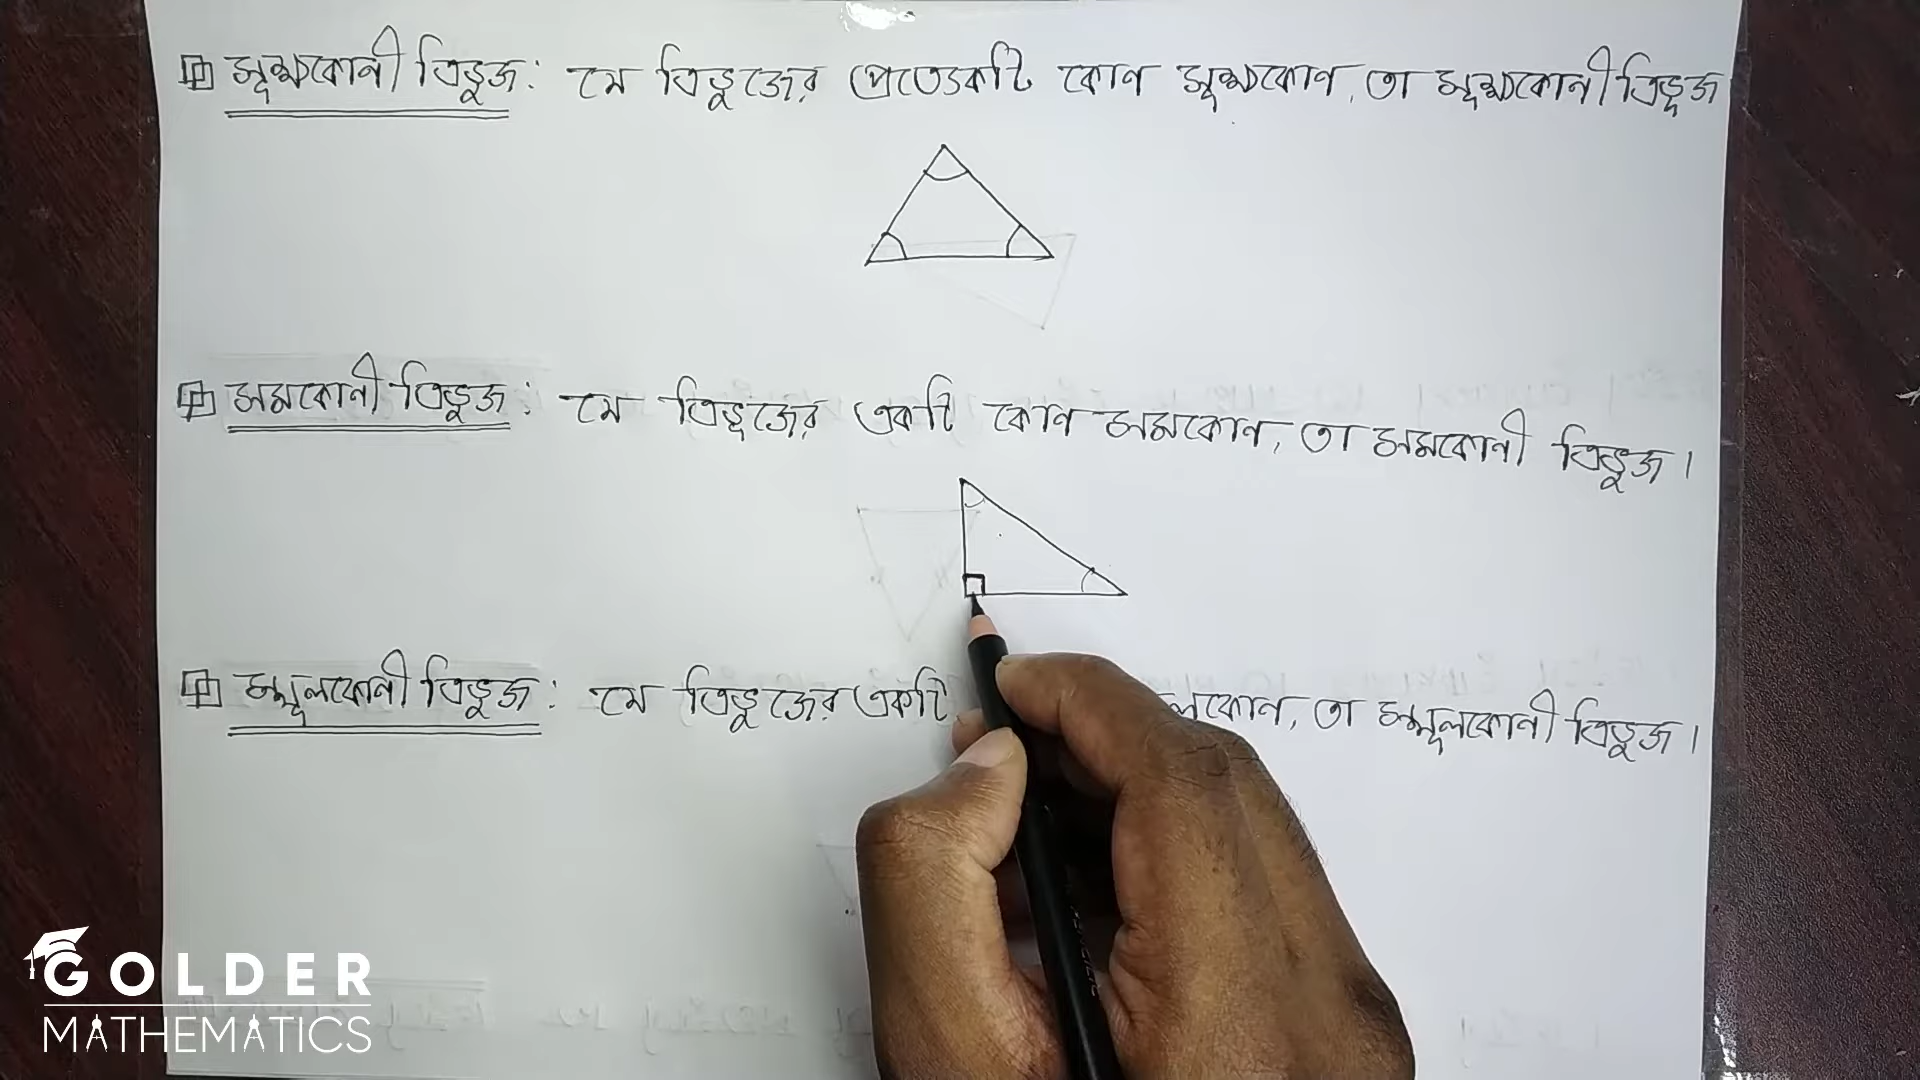 সূক্ষ্মকোনী ত্রিভুজ: যে ত্রিভুজের প্রত্যেকটি কোন সূক্ষ্মকোন, তা সূক্ষ্মকোনী ত্রিভুজ
সমকোনী ত্রিভুজ: যে ত্রিভুজের একটি কোন সমকোন, তা সমকোনী ত্রিভুজ।
স্থূলকোনী ত্রিভুজ: যে ত্রিভুজের একটি লকোন, তা স্থূলকোনী ত্রিভুজ।
GOLDER
MATHEMATICS